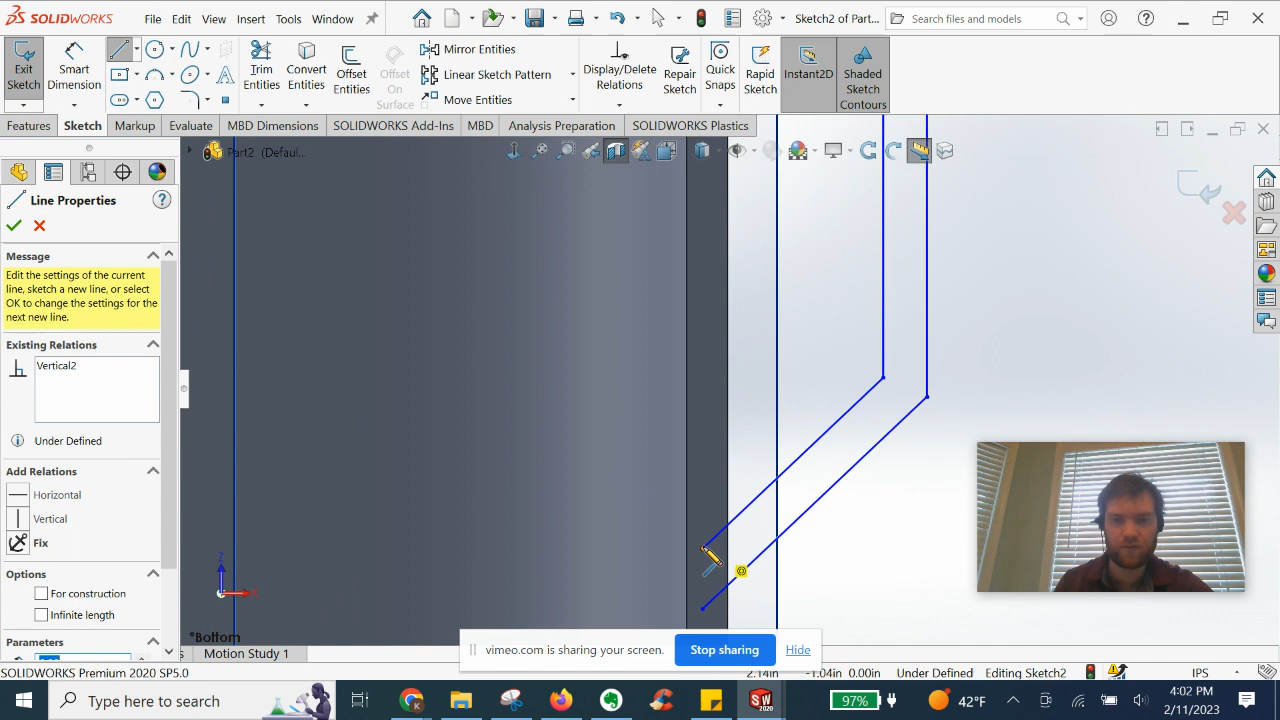 SOLIDWORKS File Edit View Insert Tools Window Sketch2 of Part... Search files and models
Exit Sketch Smart Dimension Trim Entities Convert Entities Offset Entities Offset On Surface Mirror Entities Linear Sketch Pattern Move Entities Display/Delete Relations Repair Sketch Quick Snaps Rapid Sketch Instant2D Shaded Sketch Contours
Features Sketch Markup Evaluate MBD Dimensions SOLIDWORKS Add-Ins MBD Analysis Preparation SOLIDWORKS Plastics
Part2 (Defaul...
Line Properties
Message
Edit the settings of the current
line, sketch a new line, or select
OK to change the settings for the
next new line.
Existing Relations
Vertical2
Under Defined
Add Relations
Horizontal
Vertical
Fix
Options
For construction
Infinite length
Parameters
Z
X
*Bottom
Motion Study 1
vimeo.com is sharing your screen. Stop sharing Hide
SOLIDWORKS Premium 2020 SP5.0 2.14in -1.04in 0.00in Under Defined Editing Sketch2 IPS
Type here to search 97% 42°F 4:02 PM
2/11/2023
SW
2020